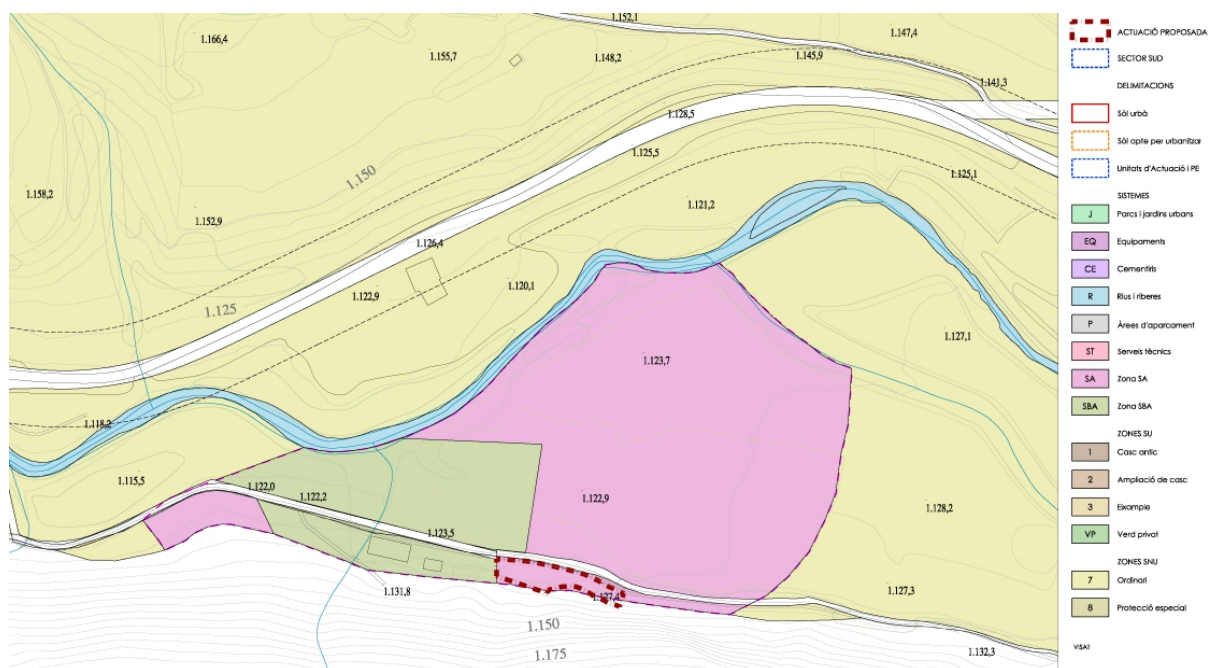 1.152,1
1.166,4
1.147,4
1.155,7
1.148,2
1.145,9
1.141,3
1.128,5
1.125,5
1.150
1.125,1
1.158,2
1.121,2
1.152,9
1.126,4
1.120,1
1.122,9
1.125
1.127,1
1.123,7
1.118,2
1.115,5
1.122,0
1.122,2
1.122,9
1.128,2
1.123,5
1.131,8
1.127,4
1.127,3
1.150
1.132,3
1.175
ACTUACIÓ PROPOSADA
SECTOR SUD
DELIMITACIONS
Sòl urbà
Sòl apte per urbanitzar
Unitats d'Actuació i PE
SISTEMES
J Parcs i jardins urbans
EQ Equipaments
CE Cementiris
R Rius i riberes
P Àrees d'aparcament
ST Serveis tècnics
SA Zona SA
SBA Zona SBA
ZONES SU
1 Casc antic
2 Ampliació de casc
3 Eixample
VP Verd privat
ZONES SNU
7 Ordinari
8 Protecció especial
VISAT